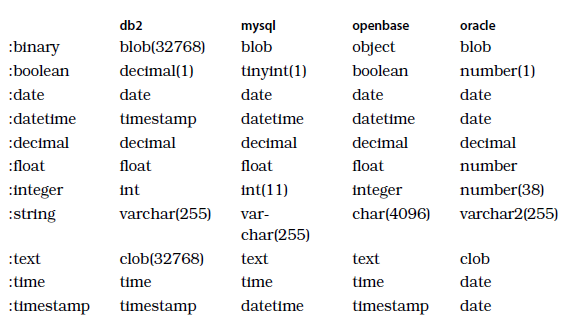 db2 mysql openbase oracle
:binary blob(32768) blob object blob
:boolean decimal(1) tinyint(1) boolean number(1)
:date date date date date
:datetime timestamp datetime datetime date
:decimal decimal decimal decimal decimal
:float float float float number
:integer int int(11) integer number(38)
:string varchar(255) var- char(4096) varchar2(255)
char(255)
:text clob(32768) text text clob
:time time time time date
:timestamp timestamp datetime timestamp date